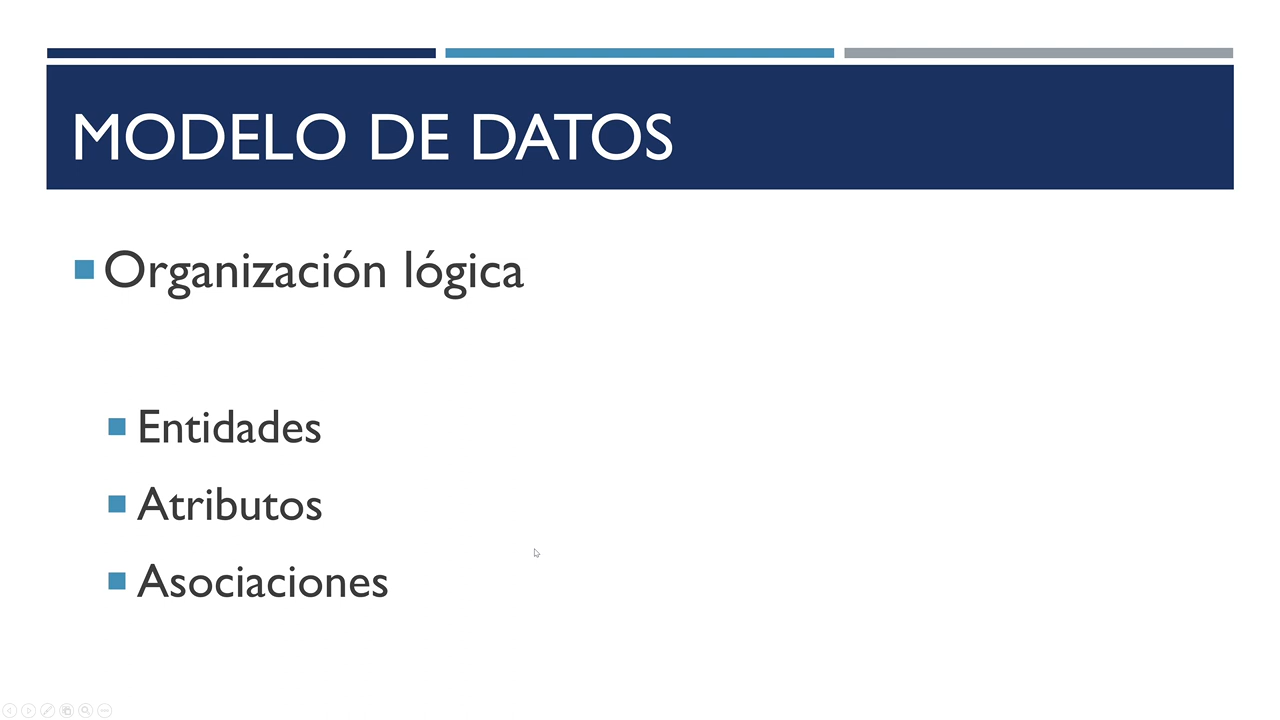 MODELO DE DATOS
Organización lógica
Entidades
Atributos
Asociaciones